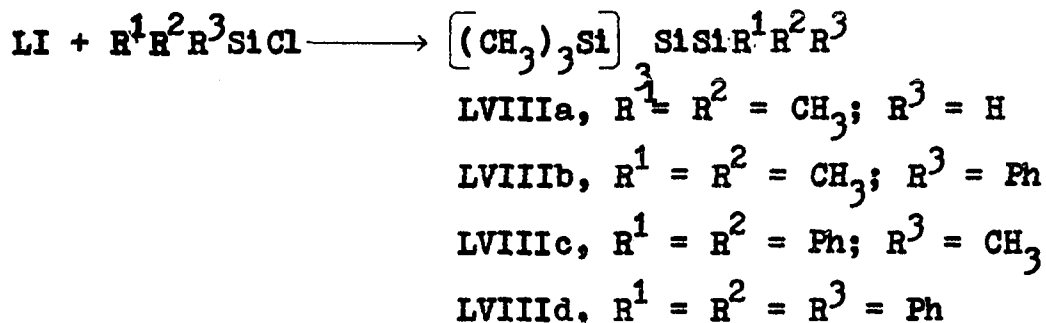 LI + R¹R²R³SiCl ⟶ [(CH₃)₃Si]₃SiSiR¹R²R³
LVIIIa, R¹ = R² = CH₃; R³ = H
LVIIIb, R¹ = R² = CH₃; R³ = Ph
LVIIIc, R¹ = R² = Ph; R³ = CH₃
LVIIId. R¹ = R² = R³ = Ph